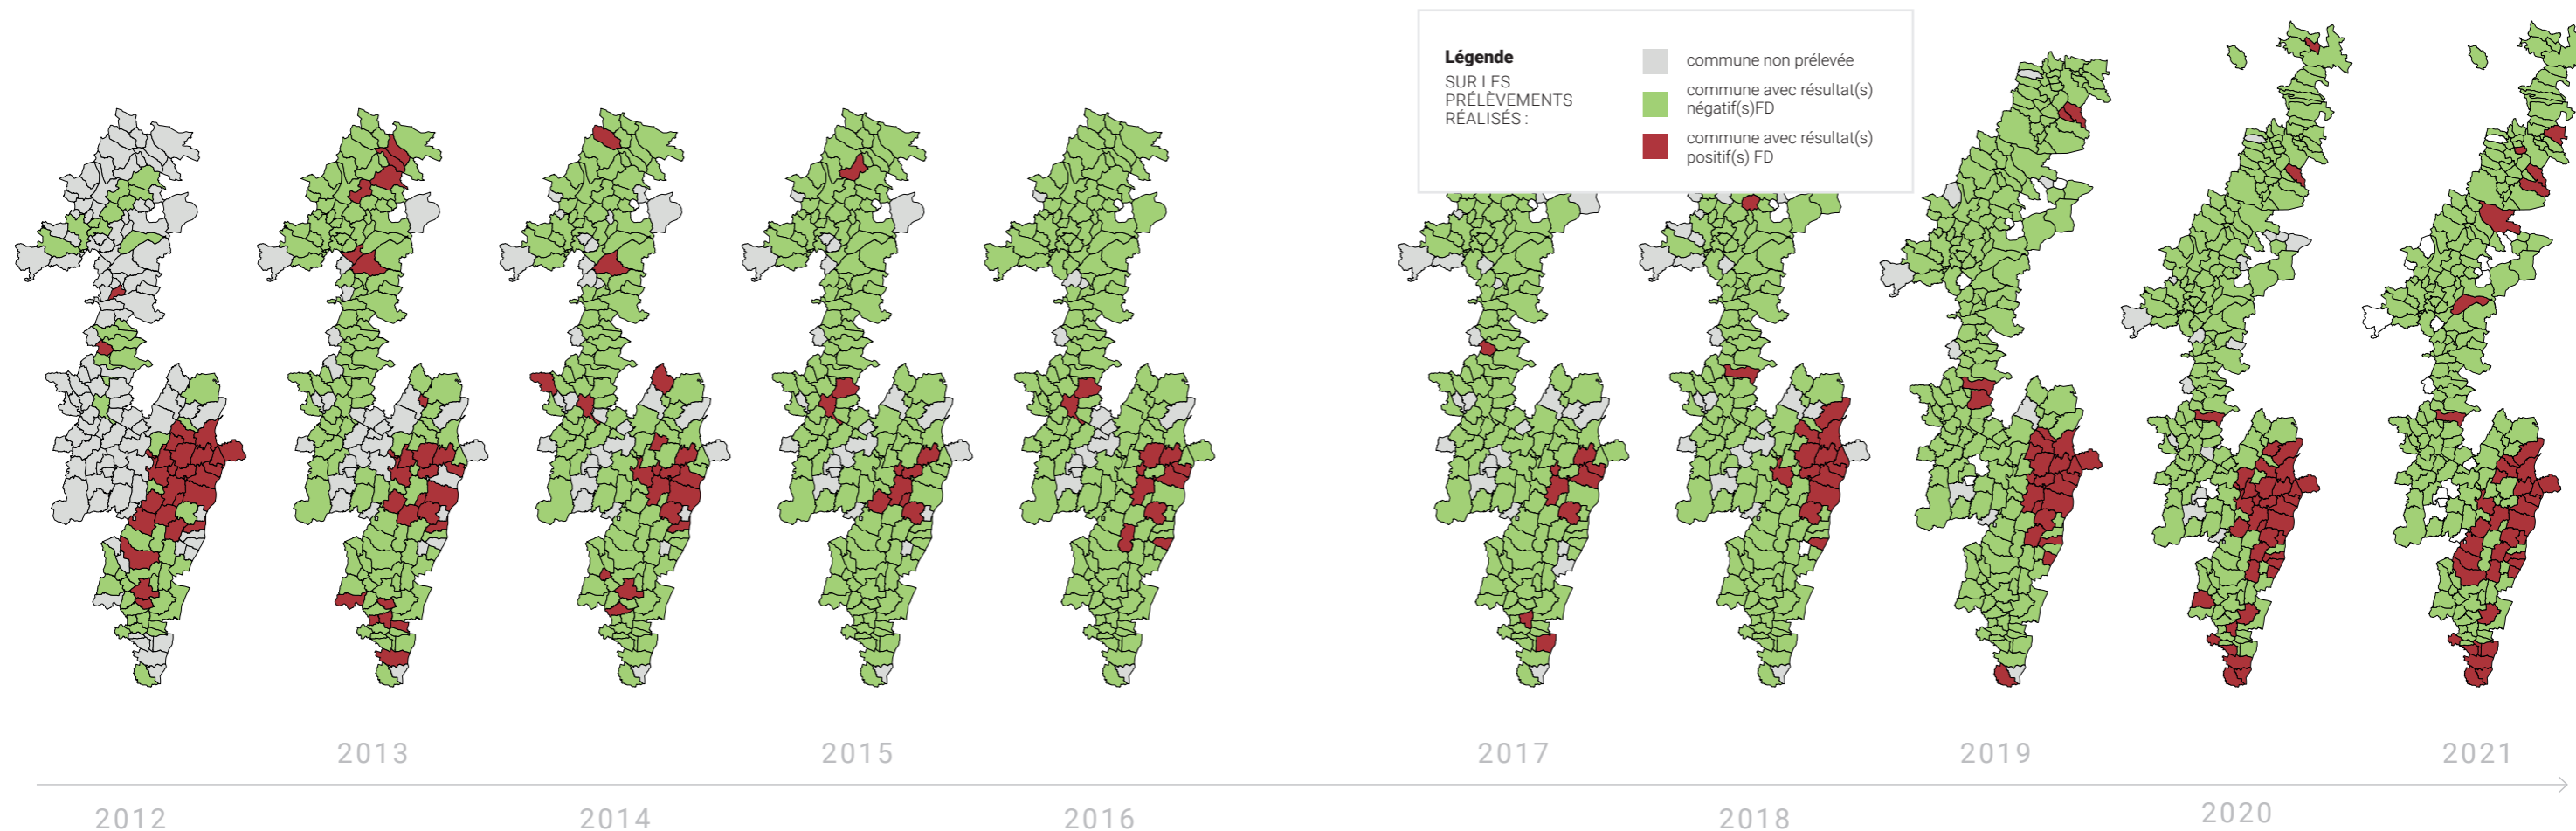 Légende
SUR LES
PRÉLÈVEMENTS
RÉALISÉS :
commune non prélevée
commune avec résultat(s)
négatif(s)FD
commune avec résultat(s)
positif(s) FD
2013
2015
2017
2019
2021
2012
2014
2016
2018
2020